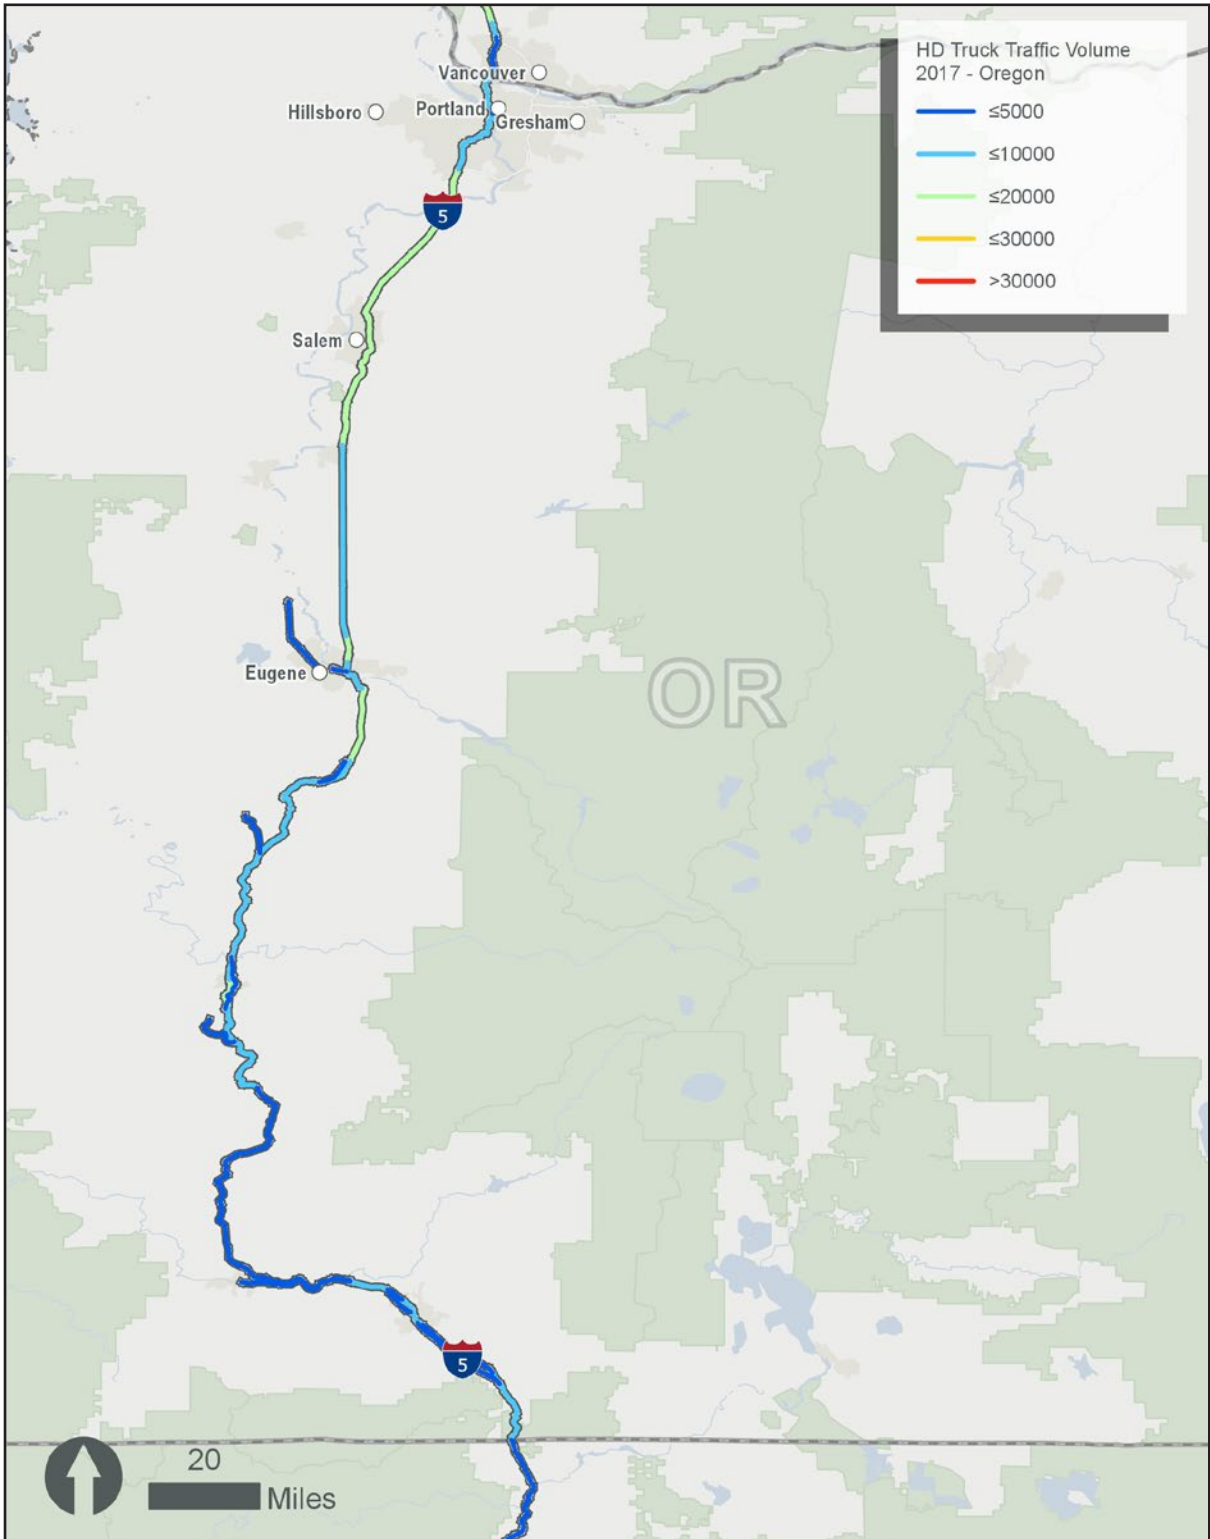 HD Truck Traffic Volume
2017 - Oregon
≤5000
≤10000
≤20000
≤30000
>30000
Vancouver
Hillsboro
Portland
Gresham
5
Salem
Eugene
OR
5
20
Miles